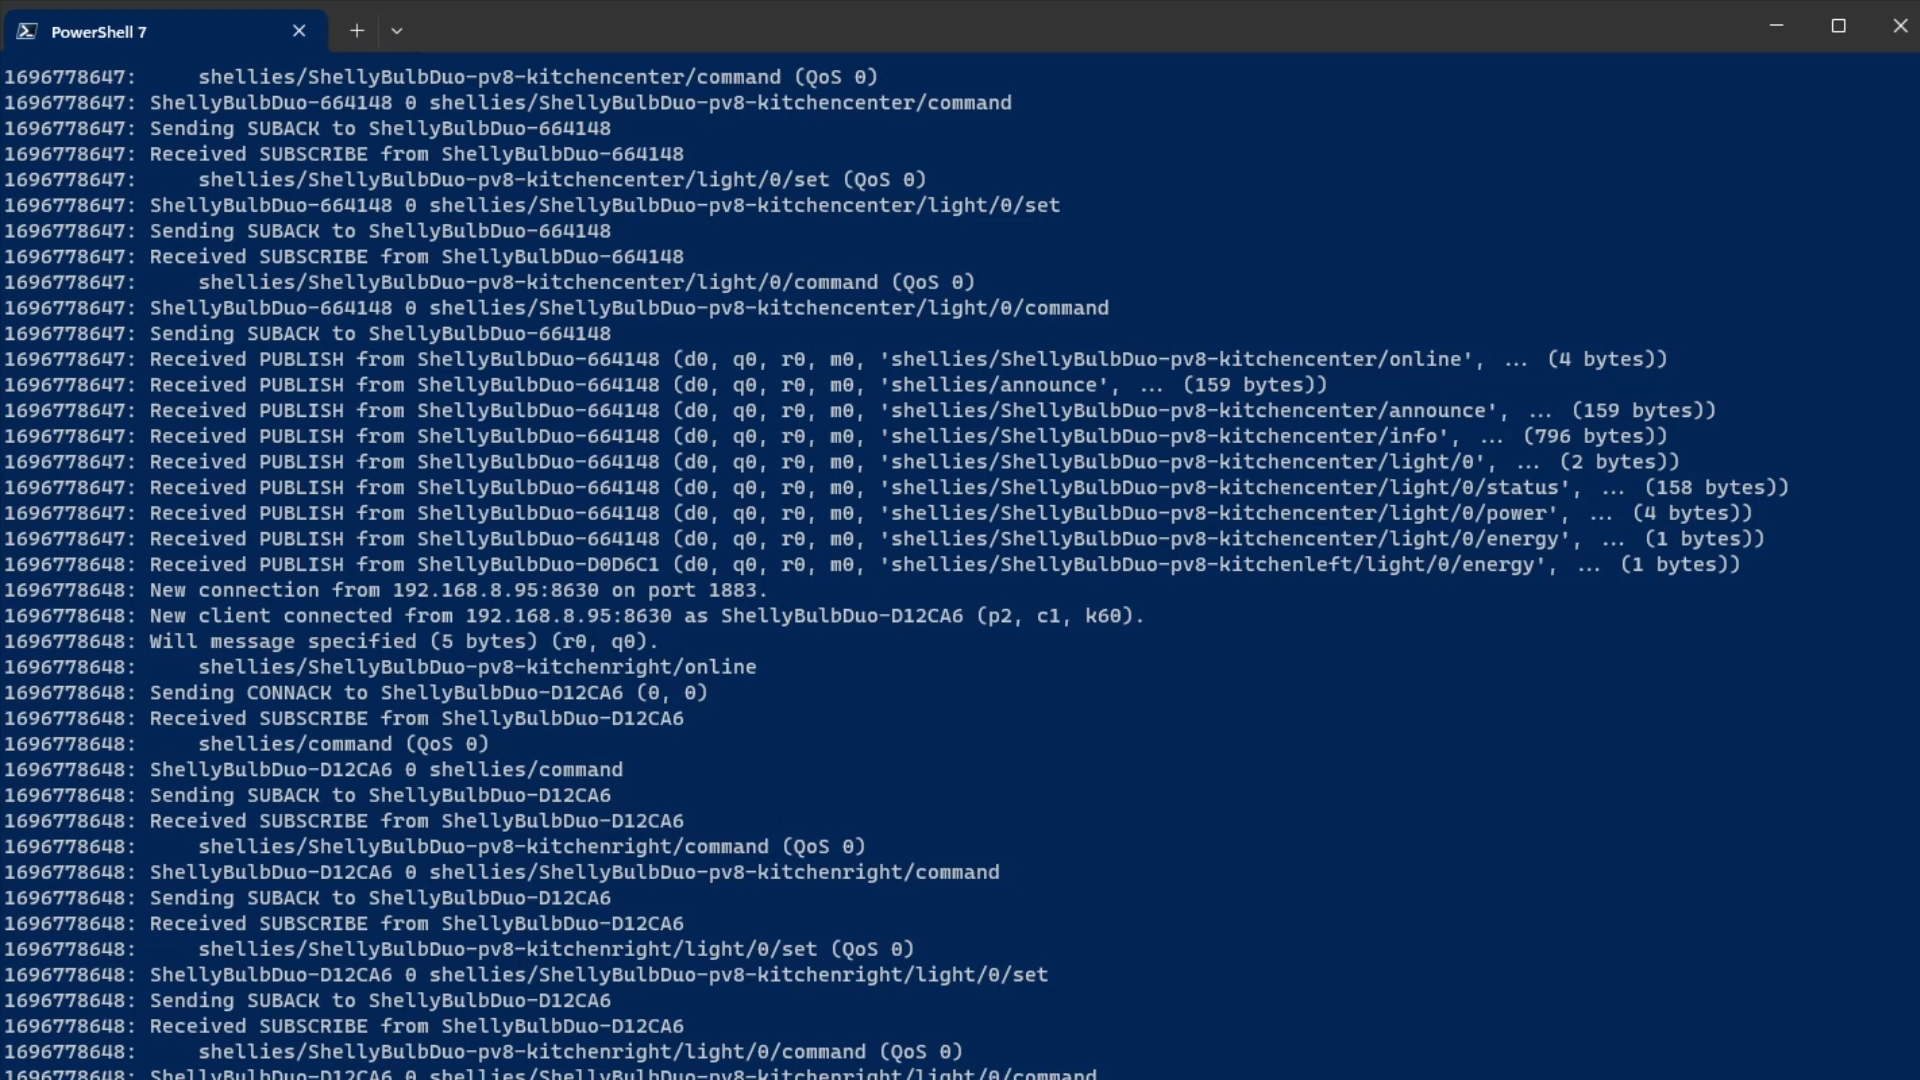 PowerShell 7
1696778647:     shellies/ShellyBulbDuo-pv8-kitchencenter/command (QoS 0)
1696778647: ShellyBulbDuo-664148 0 shellies/ShellyBulbDuo-pv8-kitchencenter/command
1696778647: Sending SUBACK to ShellyBulbDuo-664148
1696778647: Received SUBSCRIBE from ShellyBulbDuo-664148
1696778647:     shellies/ShellyBulbDuo-pv8-kitchencenter/light/0/set (QoS 0)
1696778647: ShellyBulbDuo-664148 0 shellies/ShellyBulbDuo-pv8-kitchencenter/light/0/set
1696778647: Sending SUBACK to ShellyBulbDuo-664148
1696778647: Received SUBSCRIBE from ShellyBulbDuo-664148
1696778647:     shellies/ShellyBulbDuo-pv8-kitchencenter/light/0/command (QoS 0)
1696778647: ShellyBulbDuo-664148 0 shellies/ShellyBulbDuo-pv8-kitchencenter/light/0/command
1696778647: Sending SUBACK to ShellyBulbDuo-664148
1696778647: Received PUBLISH from ShellyBulbDuo-664148 (d0, q0, r0, m0, 'shellies/ShellyBulbDuo-pv8-kitchencenter/online', ... (4 bytes))
1696778647: Received PUBLISH from ShellyBulbDuo-664148 (d0, q0, r0, m0, 'shellies/announce', ... (159 bytes))
1696778647: Received PUBLISH from ShellyBulbDuo-664148 (d0, q0, r0, m0, 'shellies/ShellyBulbDuo-pv8-kitchencenter/announce', ... (159 bytes))
1696778647: Received PUBLISH from ShellyBulbDuo-664148 (d0, q0, r0, m0, 'shellies/ShellyBulbDuo-pv8-kitchencenter/info', ... (796 bytes))
1696778647: Received PUBLISH from ShellyBulbDuo-664148 (d0, q0, r0, m0, 'shellies/ShellyBulbDuo-pv8-kitchencenter/light/0', ... (2 bytes))
1696778647: Received PUBLISH from ShellyBulbDuo-664148 (d0, q0, r0, m0, 'shellies/ShellyBulbDuo-pv8-kitchencenter/light/0/status', ... (158 bytes))
1696778647: Received PUBLISH from ShellyBulbDuo-664148 (d0, q0, r0, m0, 'shellies/ShellyBulbDuo-pv8-kitchencenter/light/0/power', ... (4 bytes))
1696778647: Received PUBLISH from ShellyBulbDuo-664148 (d0, q0, r0, m0, 'shellies/ShellyBulbDuo-pv8-kitchencenter/light/0/energy', ... (1 bytes))
1696778648: Received PUBLISH from ShellyBulbDuo-D0D6C1 (d0, q0, r0, m0, 'shellies/ShellyBulbDuo-pv8-kitchenleft/light/0/energy', ... (1 bytes))
1696778648: New connection from 192.168.8.95:8630 on port 1883.
1696778648: New client connected from 192.168.8.95:8630 as ShellyBulbDuo-D12CA6 (p2, c1, k60).
1696778648: Will message specified (5 bytes) (r0, q0).
1696778648:     shellies/ShellyBulbDuo-pv8-kitchenright/online
1696778648: Sending CONNACK to ShellyBulbDuo-D12CA6 (0, 0)
1696778648: Received SUBSCRIBE from ShellyBulbDuo-D12CA6
1696778648:     shellies/command (QoS 0)
1696778648: ShellyBulbDuo-D12CA6 0 shellies/command
1696778648: Sending SUBACK to ShellyBulbDuo-D12CA6
1696778648: Received SUBSCRIBE from ShellyBulbDuo-D12CA6
1696778648:     shellies/ShellyBulbDuo-pv8-kitchenright/command (QoS 0)
1696778648: ShellyBulbDuo-D12CA6 0 shellies/ShellyBulbDuo-pv8-kitchenright/command
1696778648: Sending SUBACK to ShellyBulbDuo-D12CA6
1696778648: Received SUBSCRIBE from ShellyBulbDuo-D12CA6
1696778648:     shellies/ShellyBulbDuo-pv8-kitchenright/light/0/set (QoS 0)
1696778648: ShellyBulbDuo-D12CA6 0 shellies/ShellyBulbDuo-pv8-kitchenright/light/0/set
1696778648: Sending SUBACK to ShellyBulbDuo-D12CA6
1696778648: Received SUBSCRIBE from ShellyBulbDuo-D12CA6
1696778648:     shellies/ShellyBulbDuo-pv8-kitchenright/light/0/command (QoS 0)
1696778648: ShellyBulbDuo-D12CA6 0 shellies/ShellyBulbDuo-pv8-kitchenright/light/0/command